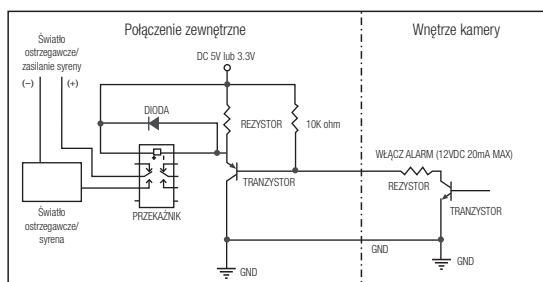 Połączenie zewnętrzne
Wnętrze kamery
Światło
ostrzegawcze/
zasilanie syreny
(–)
(+)
DC 5V lub 3.3V
DIODA
REZYSTOR
10K ohm
WŁĄCZ ALARM (12VDC 20mA MAX)
TRANZYSTOR
REZYSTOR
TRANZYSTOR
PRZEKAŹNIK
Światło
ostrzegawcze/
syrena
GND
GND
GND